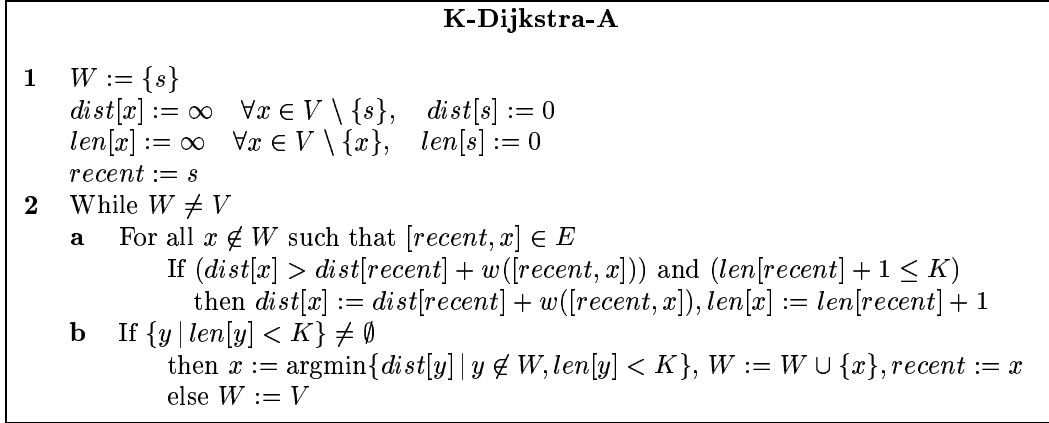 K-Dijkstra-A
1 W := {s}
dist[x] := ∞ ∀x ∈ V \ {s}, dist[s] := 0
len[x] := ∞ ∀x ∈ V \ {x}, len[s] := 0
recent := s
2 While W ≠ V
a For all x ∉ W such that [recent, x] ∈ E
If (dist[x] > dist[recent] + w([recent, x])) and (len[recent] + 1 ≤ K)
then dist[x] := dist[recent] + w([recent, x]), len[x] := len[recent] + 1
b If {y | len[y] < K} ≠ ∅
then x := argmin{dist[y] | y ∉ W, len[y] < K}, W := W ∪ {x}, recent := x
else W := V